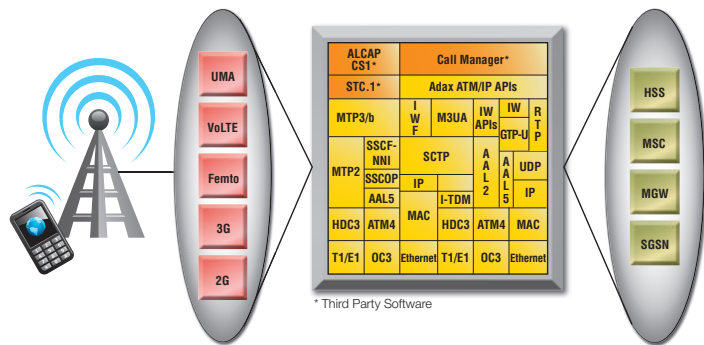 UMA
VoLTE
Femto
3G
2G
ALCAP
CS1*
Call Manager*
STC.1*
Adax ATM/IP APIs
MTP3/b
I
W
F
M3UA
IW
APIs
IW
GTP-U
R
T
P
MTP2
SSCF-
NNI
SSCOP
AAL5
SCTP
IP
MAC
I-TDM
A
A
L
2
A
A
L
5
UDP
IP
HDC3
ATM4
HDC3
ATM4
MAC
T1/E1
OC3
Ethernet
T1/E1
OC3
Ethernet
* Third Party Software
HSS
MSC
MGW
SGSN